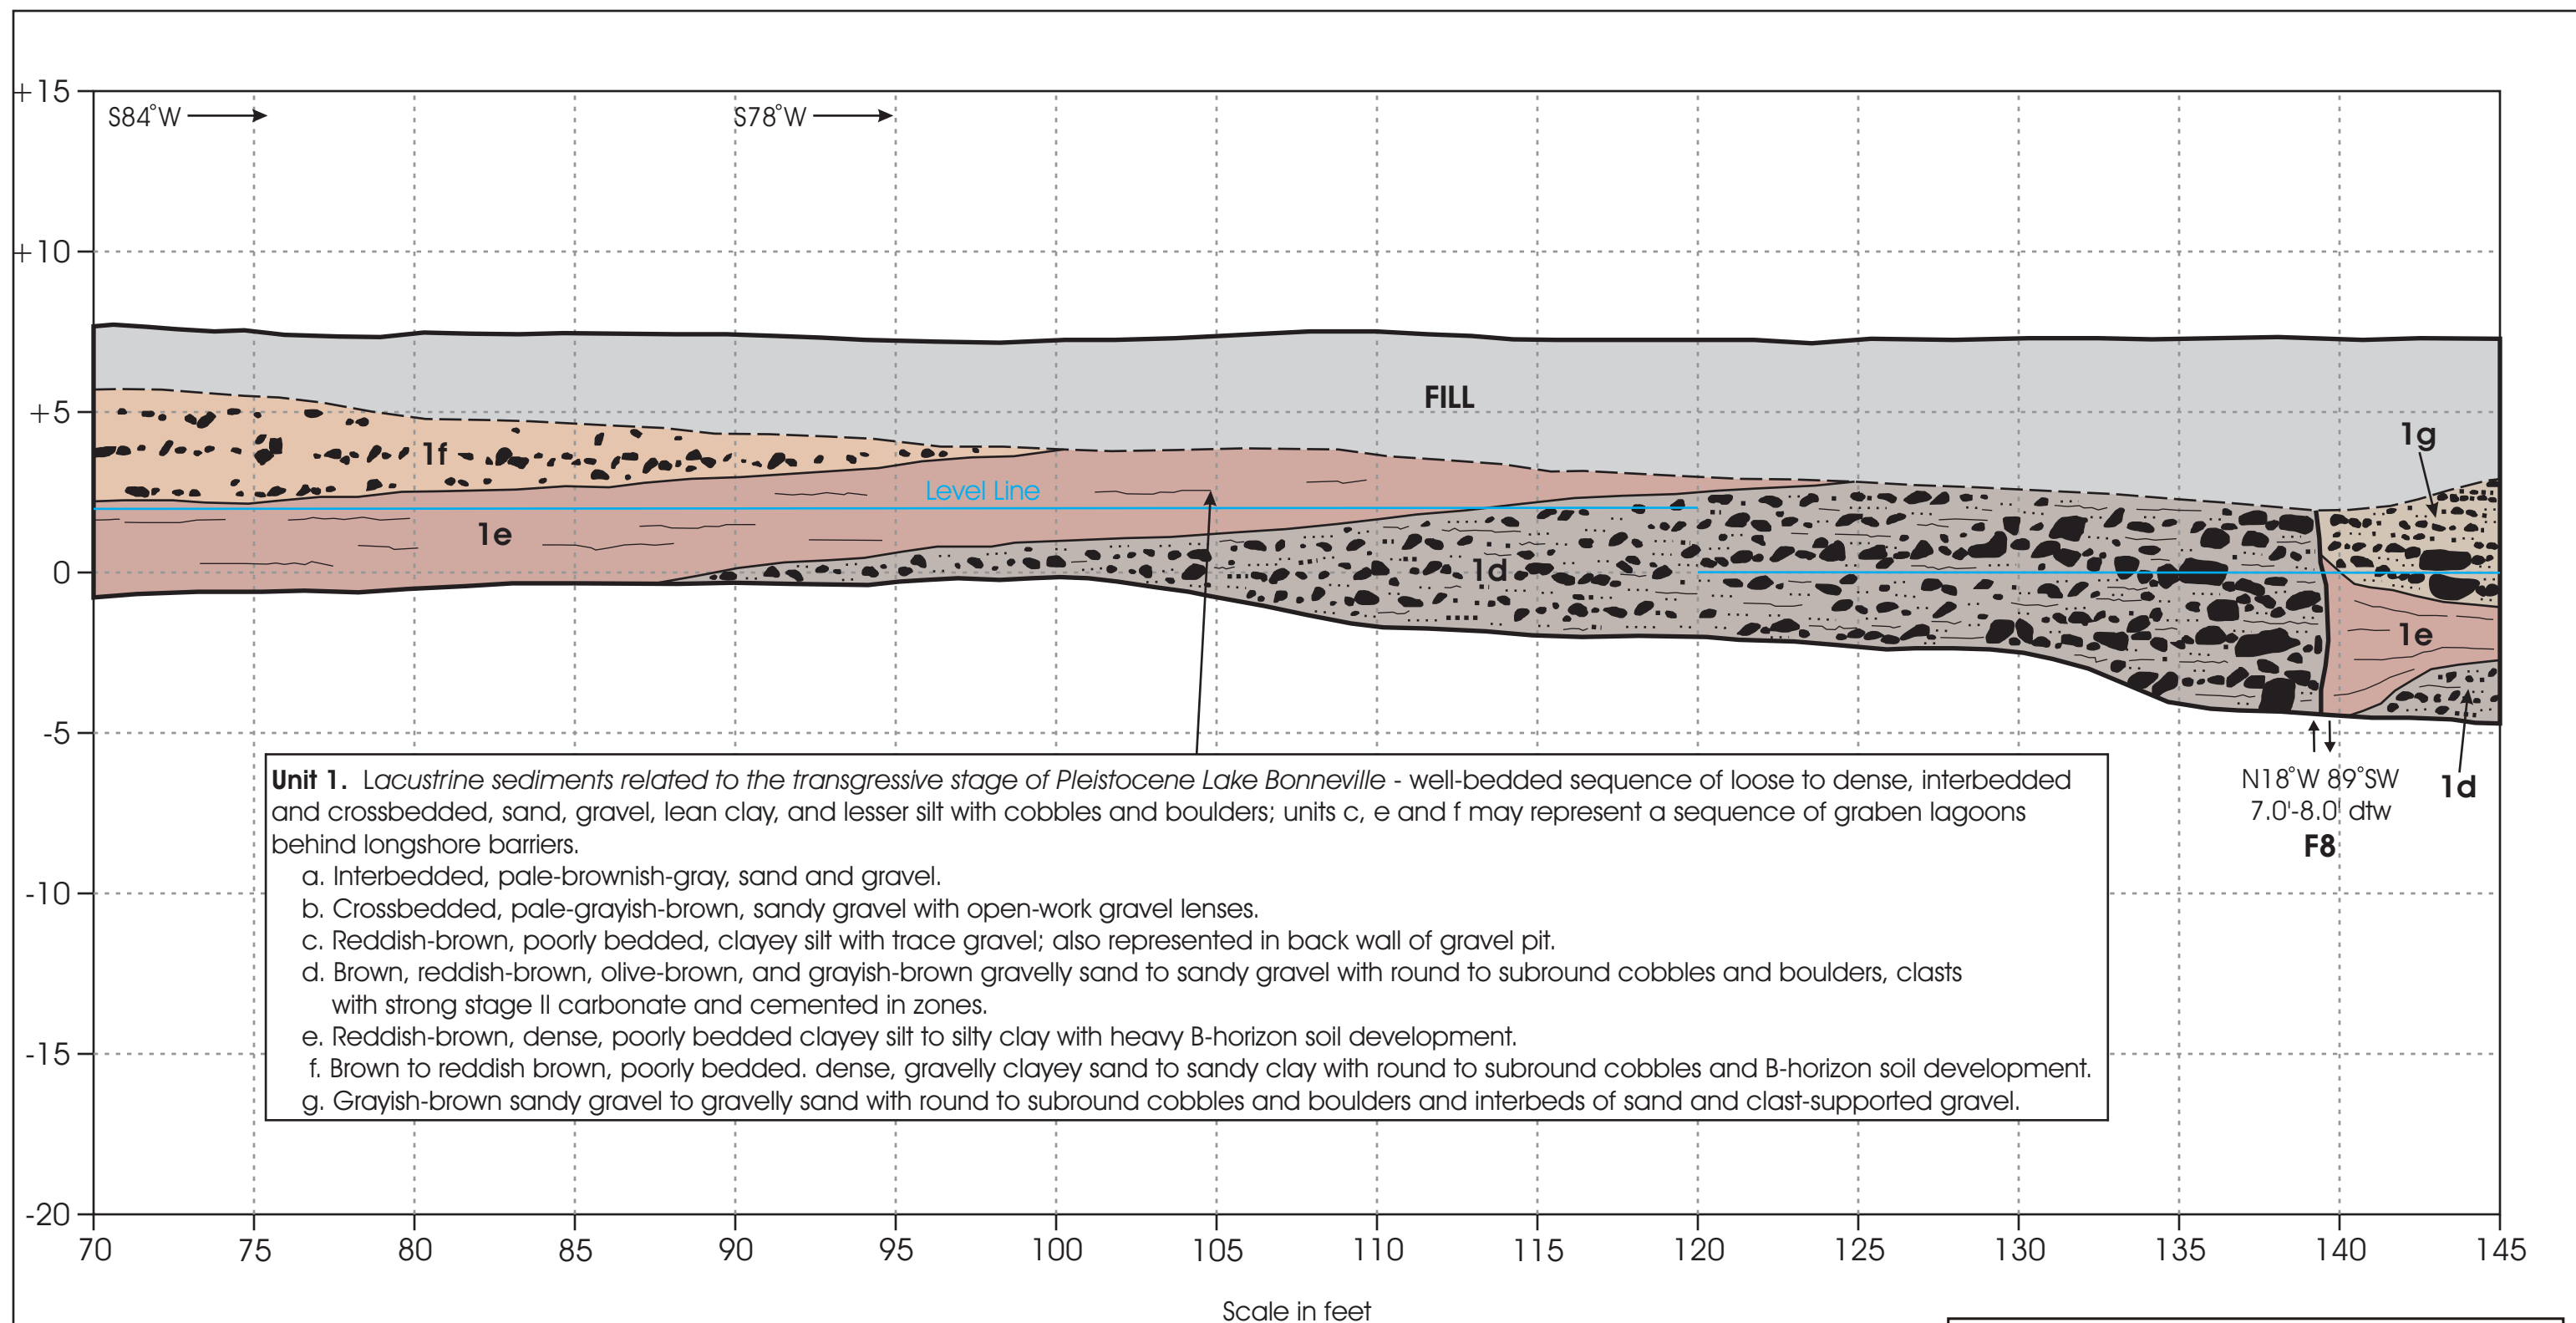 +15
S84°W
S78°W
+10
+5
FILL
1g
1f
Level Line
1e
0
1d
1e
-5
N18°W 89°SW
7.0'-8.0' dtw
F8
1d
Unit 1. Lacustrine sediments related to the transgressive stage of Pleistocene Lake Bonneville - well-bedded sequence of loose to dense, interbedded
and crossbedded, sand, gravel, lean clay, and lesser silt with cobbles and boulders; units c, e and f may represent a sequence of graben lagoons
behind longshore barriers.
a. Interbedded, pale-brownish-gray, sand and gravel.
-10
b. Crossbedded, pale-grayish-brown, sandy gravel with open-work gravel lenses.
c. Reddish-brown, poorly bedded, clayey silt with trace gravel; also represented in back wall of gravel pit.
d. Brown, reddish-brown, olive-brown, and grayish-brown gravelly sand to sandy gravel with round to subround cobbles and boulders, clasts
with strong stage II carbonate and cemented in zones.
e. Reddish-brown, dense, poorly bedded clayey silt to silty clay with heavy B-horizon soil development.
-15
f. Brown to reddish brown, poorly bedded. dense, gravelly clayey sand to sandy clay with round to subround cobbles and B-horizon soil development.
g. Grayish-brown sandy gravel to gravelly sand with round to subround cobbles and boulders and interbeds of sand and clast-supported gravel.
-20
70 75 80 85 90 95 100 105 110 115 120 125 130 135 140 145
Scale in feet